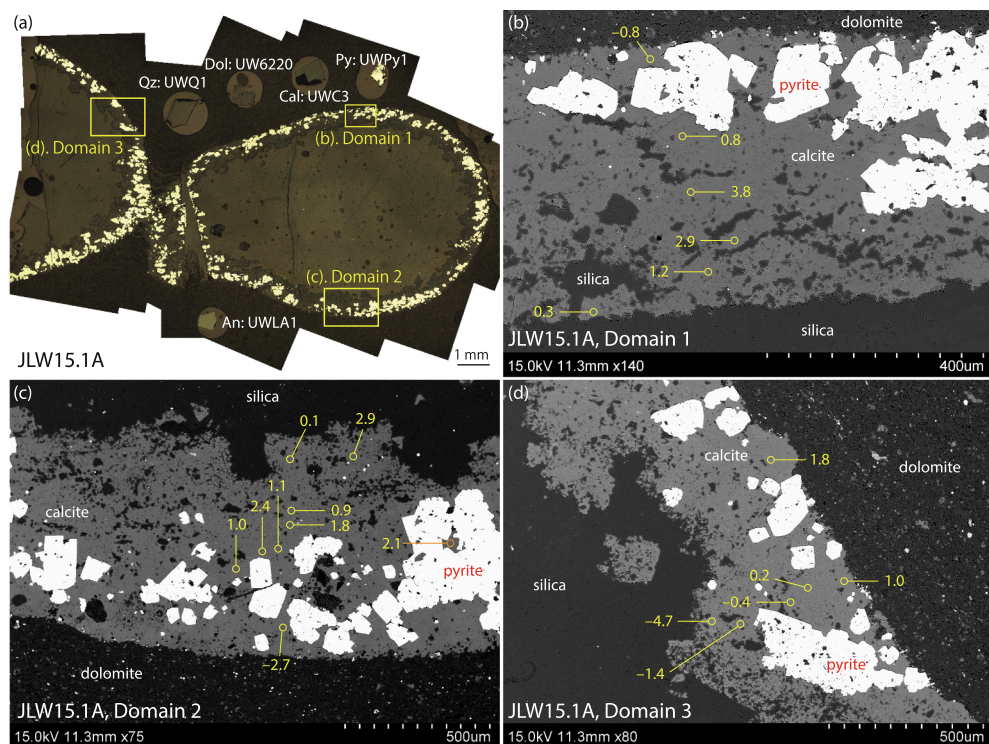 (a)
Qz: UWQ1
Dol: UW6220
Cal: UWC3
Py: UWPy1
(d). Domain 3
(b). Domain 1
(c). Domain 2
An: UWLA1
JLW15.1A
1 mm
(b)
dolomite
–0.8
pyrite
0.8
calcite
3.8
2.9
1.2
silica
0.3
silica
JLW15.1A, Domain 1
15.0kV 11.3mm x140
400um
(c)
silica
0.1
2.9
1.1
calcite
2.4
0.9
1.0
1.8
2.1
pyrite
–2.7
dolomite
JLW15.1A, Domain 2
15.0kV 11.3mm x75
500um
(d)
calcite
1.8
dolomite
silica
0.2
1.0
–0.4
–4.7
–1.4
pyrite
JLW15.1A, Domain 3
15.0kV 11.3mm x80
500um